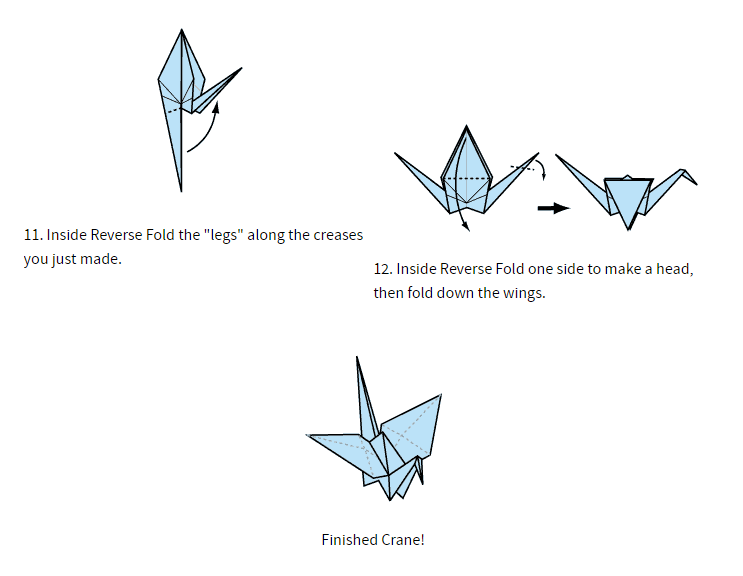 11. Inside Reverse Fold the "legs" along the creases
you just made.
12. Inside Reverse Fold one side to make a head,
then fold down the wings.
Finished Crane!